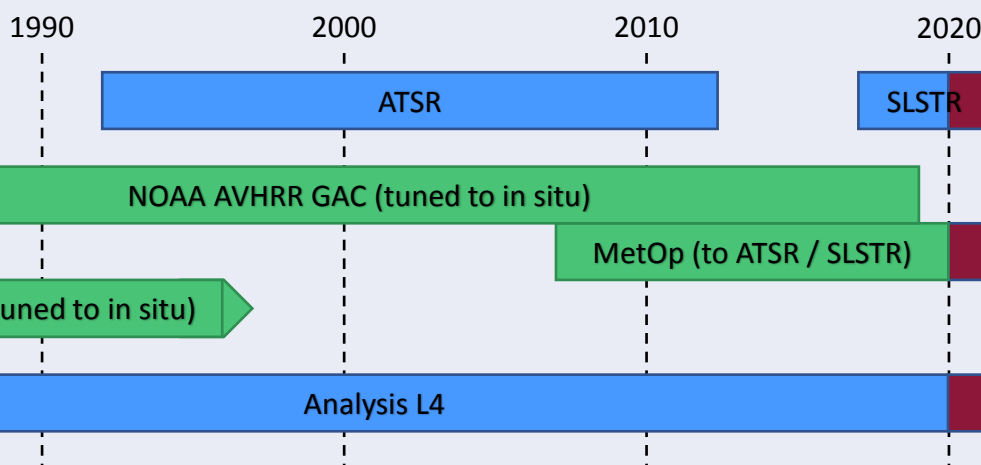 1990 2000 2010 2020
ATSR SLSTR
NOAA AVHRR GAC (tuned to in situ)
MetOp (to ATSR / SLSTR)
uned to in situ)
Analysis L4